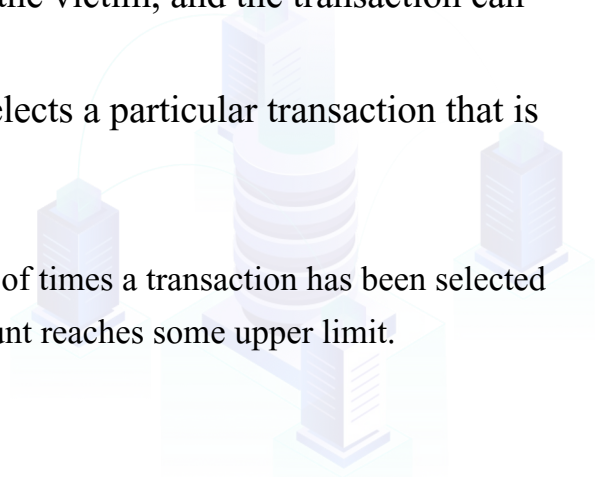 the victim, and the transaction can
elects a particular transaction that is
of times a transaction has been selected
unt reaches some upper limit.